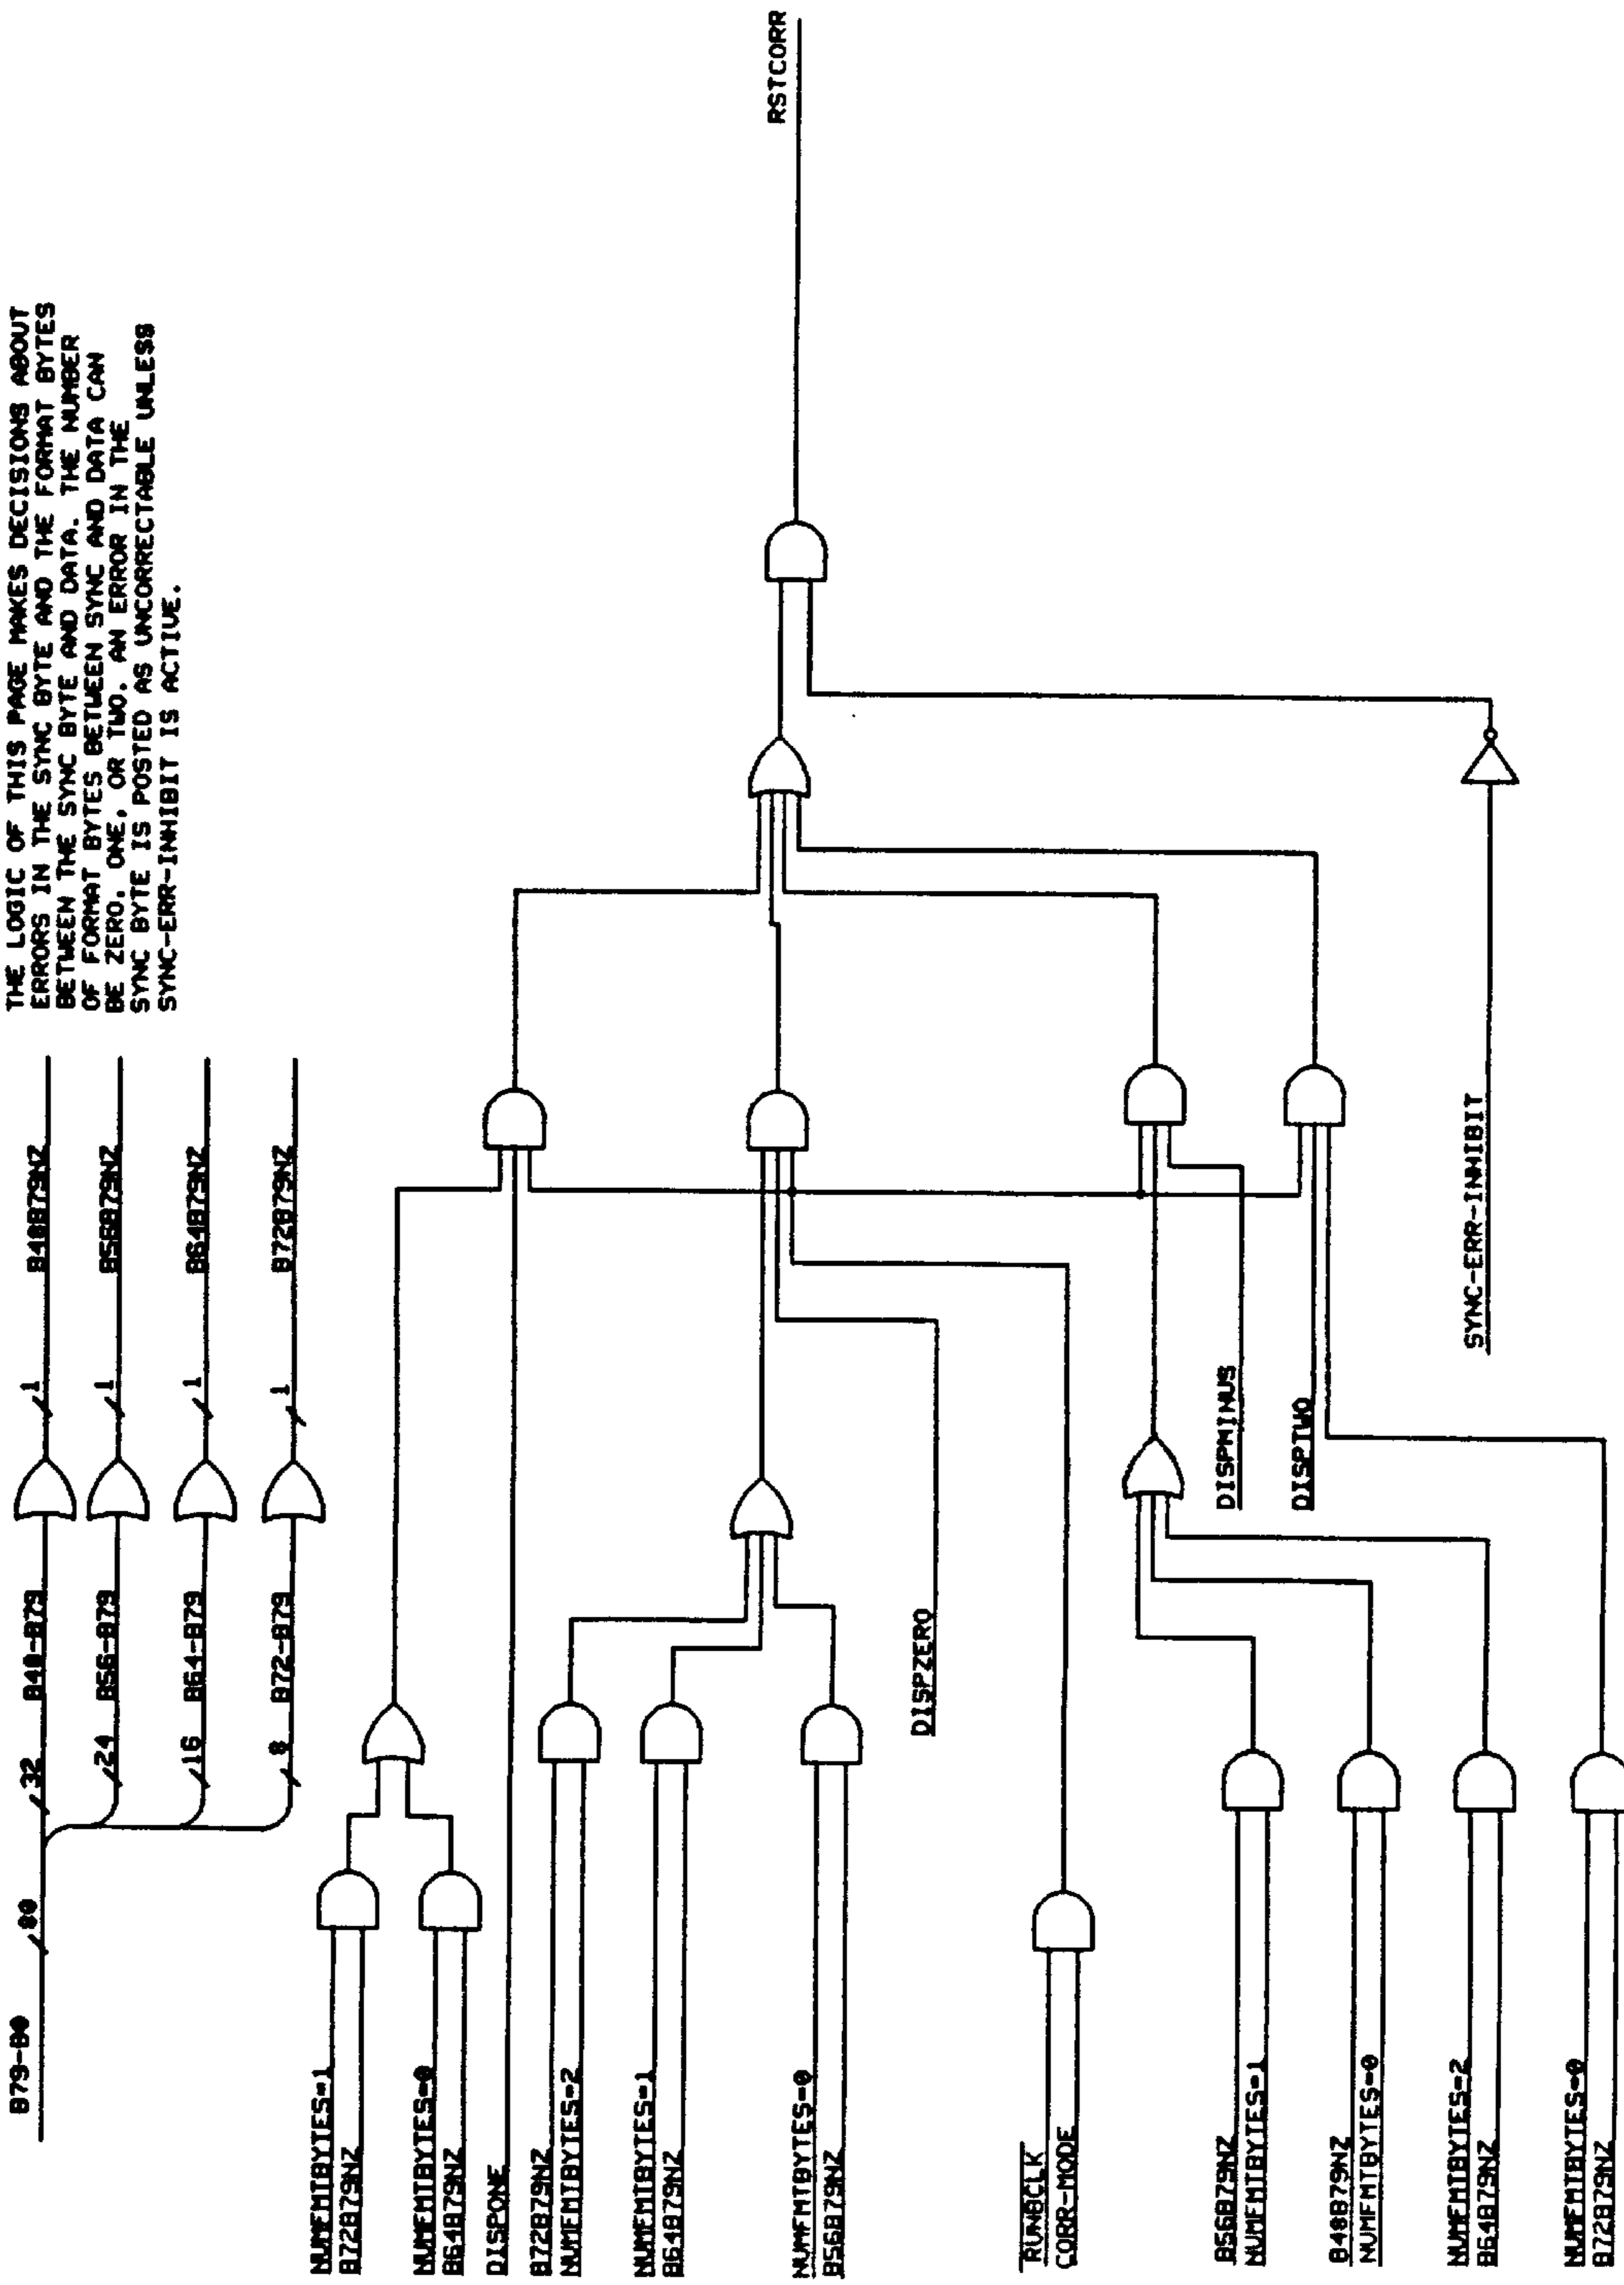 THE LOGIC OF THIS PAGE MAKES DECISIONS ABOUT
ERRORS IN THE SYNC BYTE AND THE FORMAT BYTES
BETWEEN THE SYNC BYTE AND DATA. THE NUMBER
OF FORMAT BYTES BETWEEN SYNC AND DATA CAN
BE ZERO, ONE, OR TWO. AN ERROR IN THE
SYNC BYTE IS POSTED AS UNCORRECTABLE UNLESS
SYNC-ERR-INHIBIT IS ACTIVE.
B79-B0
80
32
B48-B79
1
B48B79NZ
24
B56-B79
1
B56B79NZ
16
B64-B79
1
B64B79NZ
8
B72-B79
1
B72B79NZ
NUMFMTBYTES=1
B72B79NZ
NUMFMTBYTES=0
B64B79NZ
DISPONE
B72B79NZ
NUMFMTBYTES=2
NUMFMTBYTES=1
B64B79NZ
NUMFMTBYTES=0
B56B79NZ
DISPZERO
RUN8CLK
CORR-MODE
B56B79NZ
NUMFMTBYTES=1
B48B79NZ
NUMFMTBYTES=0
NUMFMTBYTES=2
B64B79NZ
NUMFMTBYTES=0
B72B79NZ
DISPMINUS
DISPTWO
SYNC-ERR-INHIBIT
RSTCORR